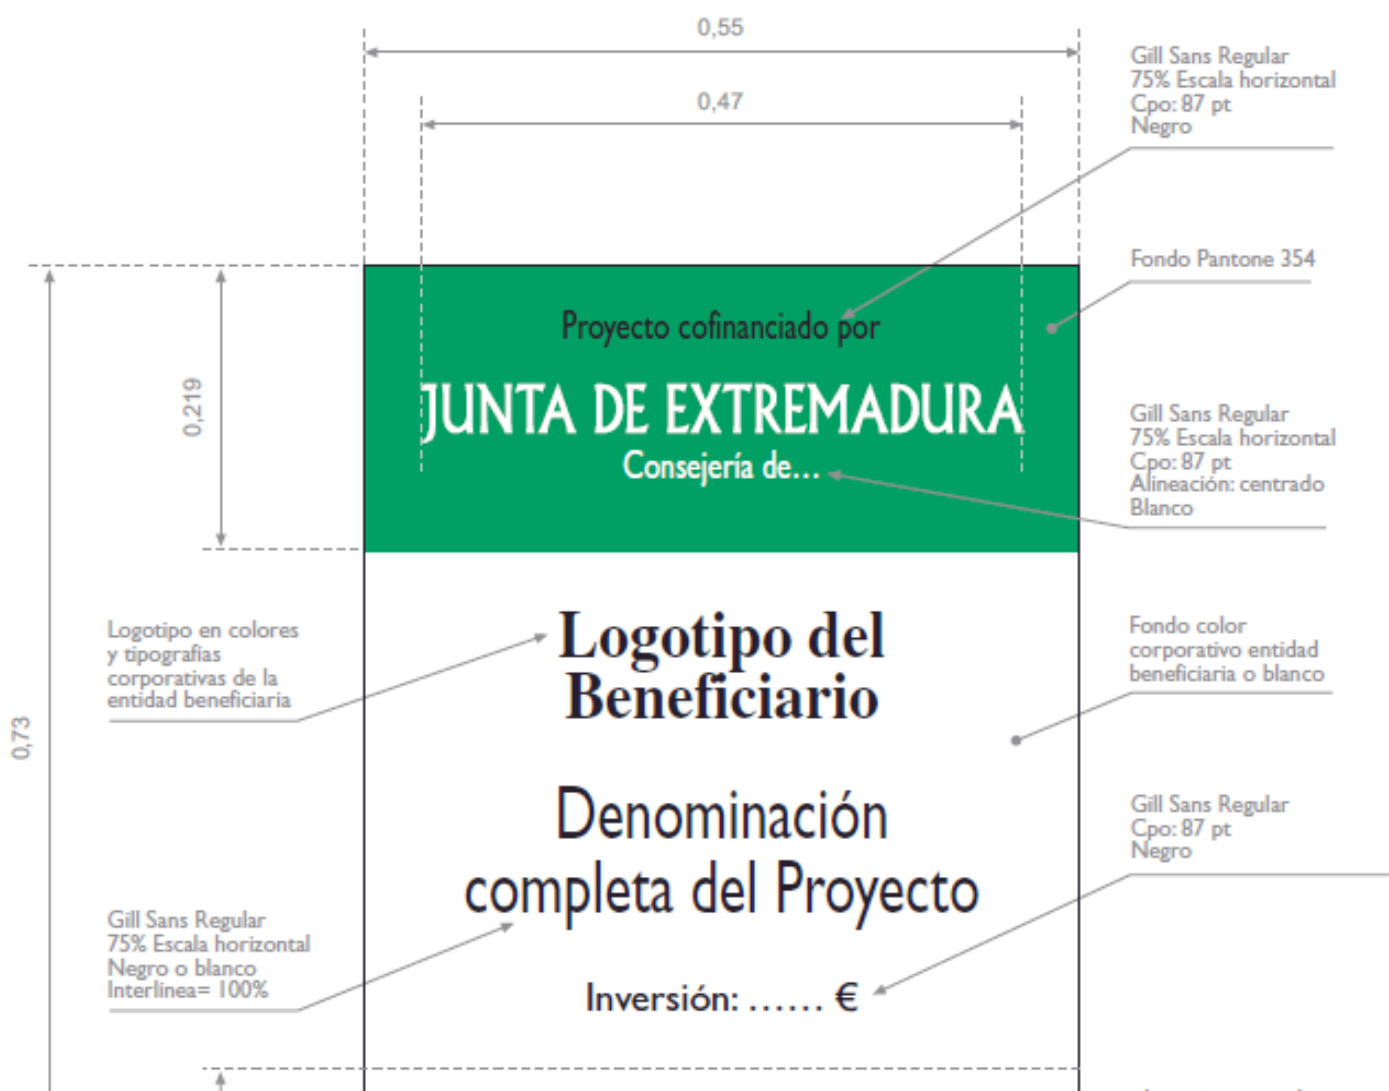 0,55
0,47
Gill Sans Regular
75% Escala horizontal
Cpo: 87 pt
Negro
Fondo Pantone 354
Proyecto cofinanciado por
JUNTA DE EXTREMADURA
Consejería de...
0,219
Gill Sans Regular
75% Escala horizontal
Cpo: 87 pt
Alineación: centrado
Blanco
Logotipo en colores
y tipografías
corporativas de la
entidad beneficiaria
Logotipo del
Beneficiario
Fondo color
corporativo entidad
beneficiaria o blanco
0,73
Denominación
completa del Proyecto
Gill Sans Regular
Cpo: 87 pt
Negro
Gill Sans Regular
75% Escala horizontal
Negro o blanco
Interlínea= 100%
Inversión: ...... €